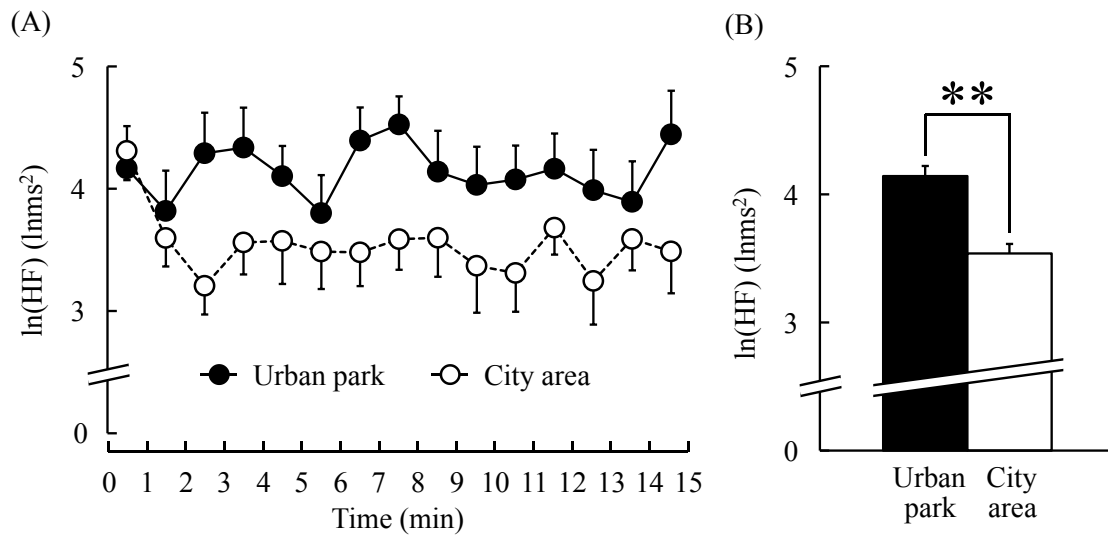 (A)
ln(HF) (lnms²)
5
4
3
0
Urban park
City area
0 1 2 3 4 5 6 7 8 9 10 11 12 13 14 15
Time (min)
(B)
ln(HF) (lnms²)
5
4
3
0
**
Urban park
City area